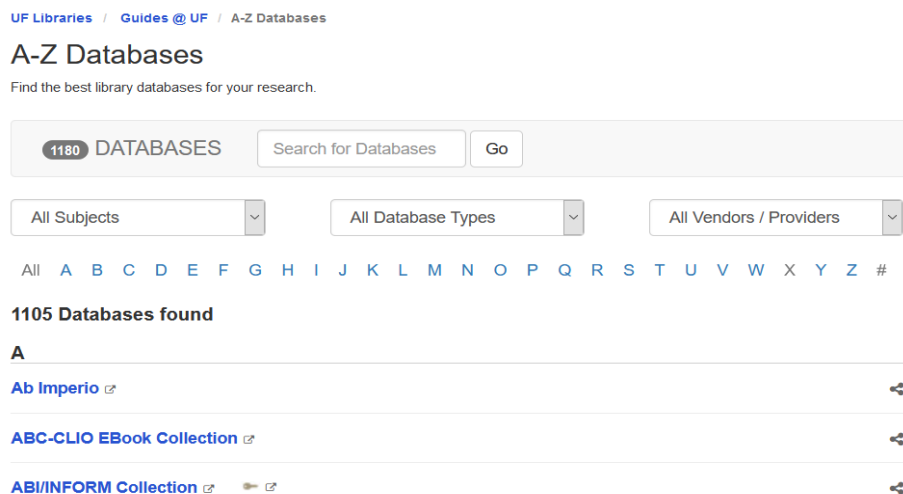 UF Libraries / Guides @ UF / A-Z Databases
A-Z Databases
Find the best library databases for your research.
1180 DATABASES Search for Databases Go
All Subjects All Database Types All Vendors / Providers
All A B C D E F G H I J K L M N O P Q R S T U V W X Y Z #
1105 Databases found
A
Ab Imperio
ABC-CLIO EBook Collection
ABI/INFORM Collection